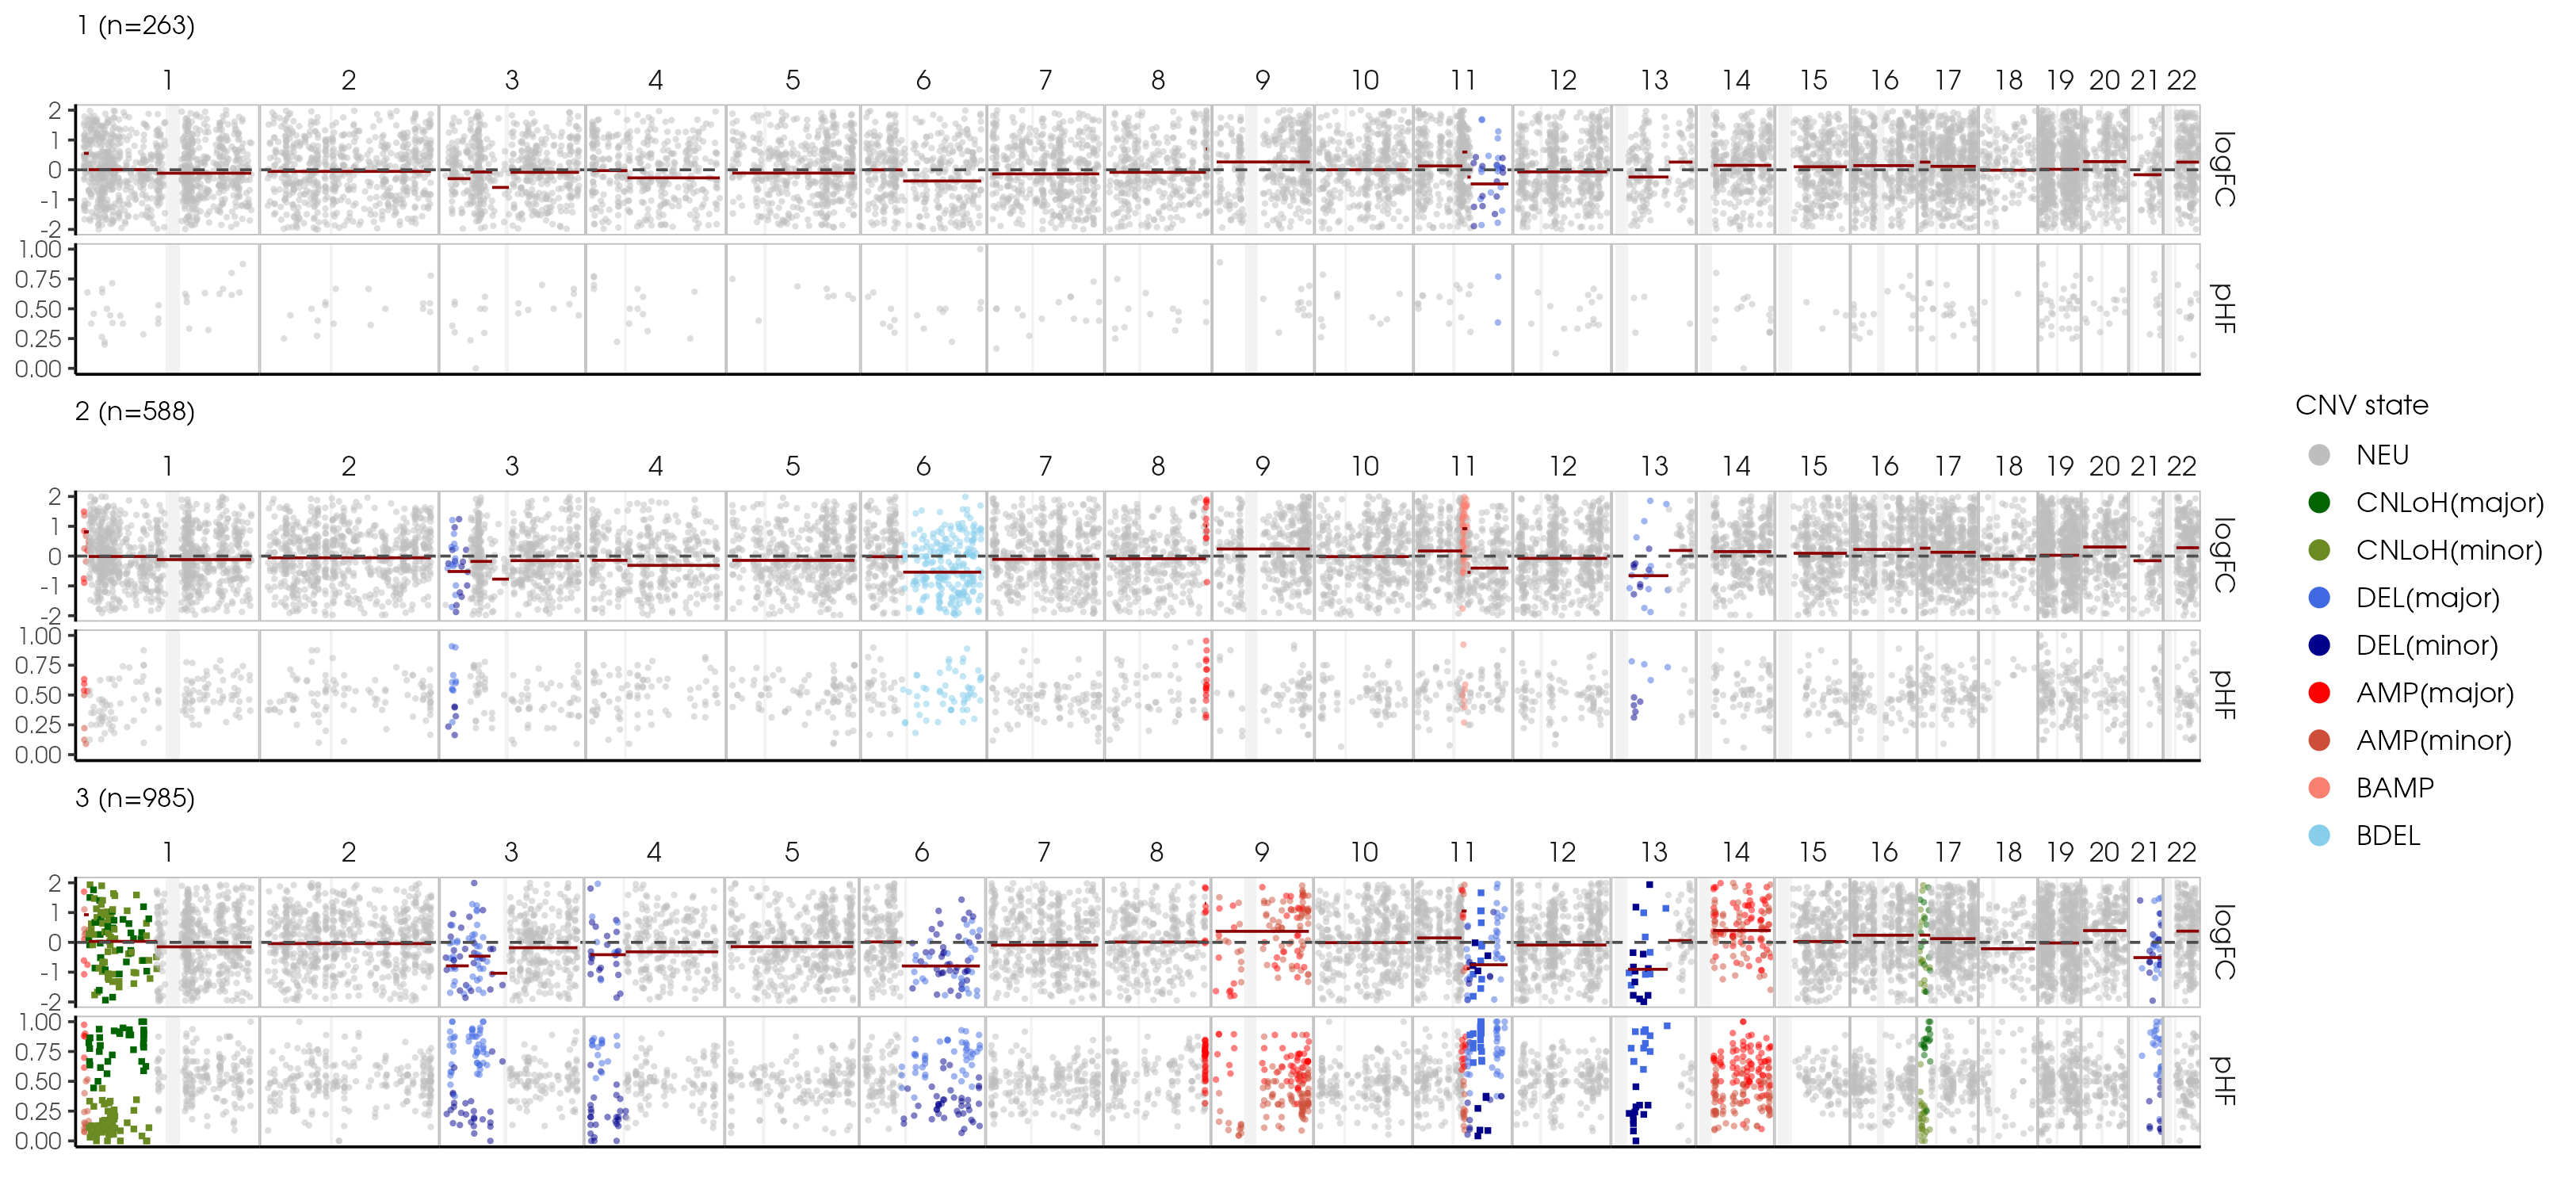 1 (n=263)
1 2 3 4 5 6 7 8 9 10 11 12 13 14 15 16 17 18 19 20 21 22
2
1
0
-1
-2
logFC
1.00
0.75
0.50
0.25
0.00
pHF
2 (n=588)
1 2 3 4 5 6 7 8 9 10 11 12 13 14 15 16 17 18 19 20 21 22
2
1
0
-1
-2
logFC
1.00
0.75
0.50
0.25
0.00
pHF
3 (n=985)
1 2 3 4 5 6 7 8 9 10 11 12 13 14 15 16 17 18 19 20 21 22
2
1
0
-1
-2
logFC
1.00
0.75
0.50
0.25
0.00
pHF
CNV state
NEU
CNLoH(major)
CNLoH(minor)
DEL(major)
DEL(minor)
AMP(major)
AMP(minor)
BAMP
BDEL